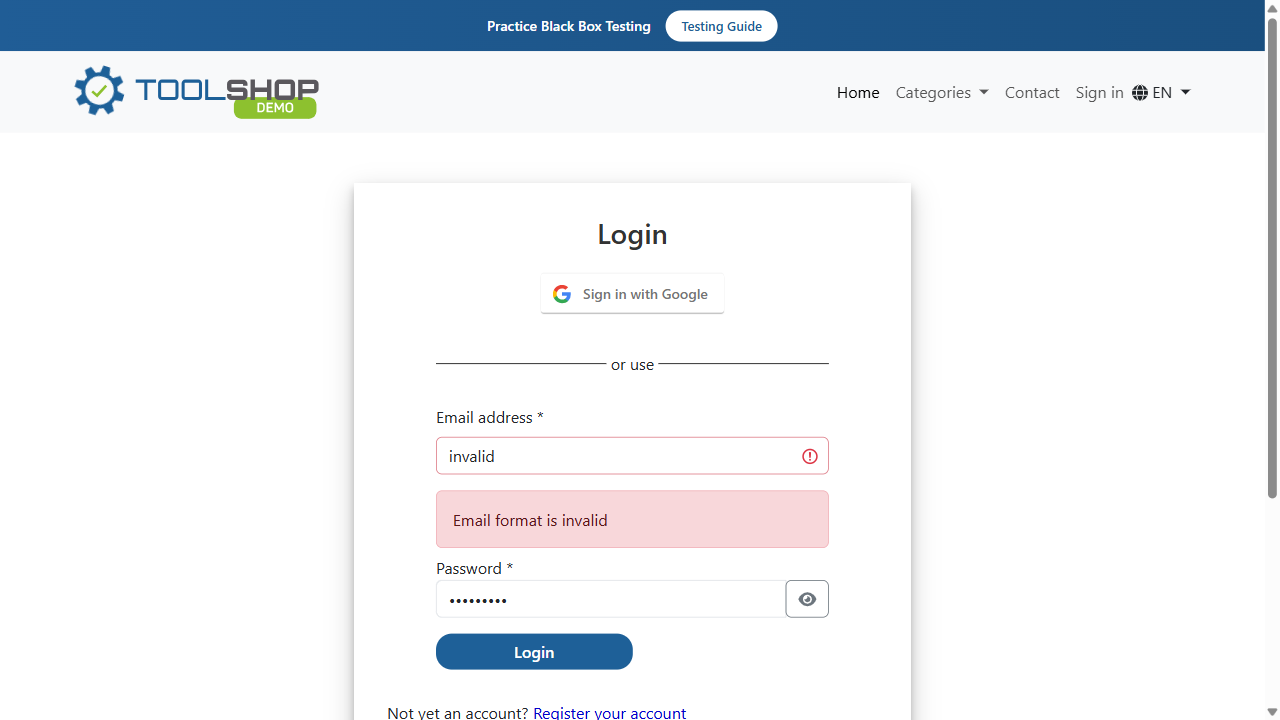 Practice Black Box Testing Testing Guide
TOOLSHOP
DEMO
Home Categories Contact Sign in EN
Login
Sign in with Google
or use
Email address *
invalid
Email format is invalid
Password *
•••••••••
Login
Not yet an account? Register your account